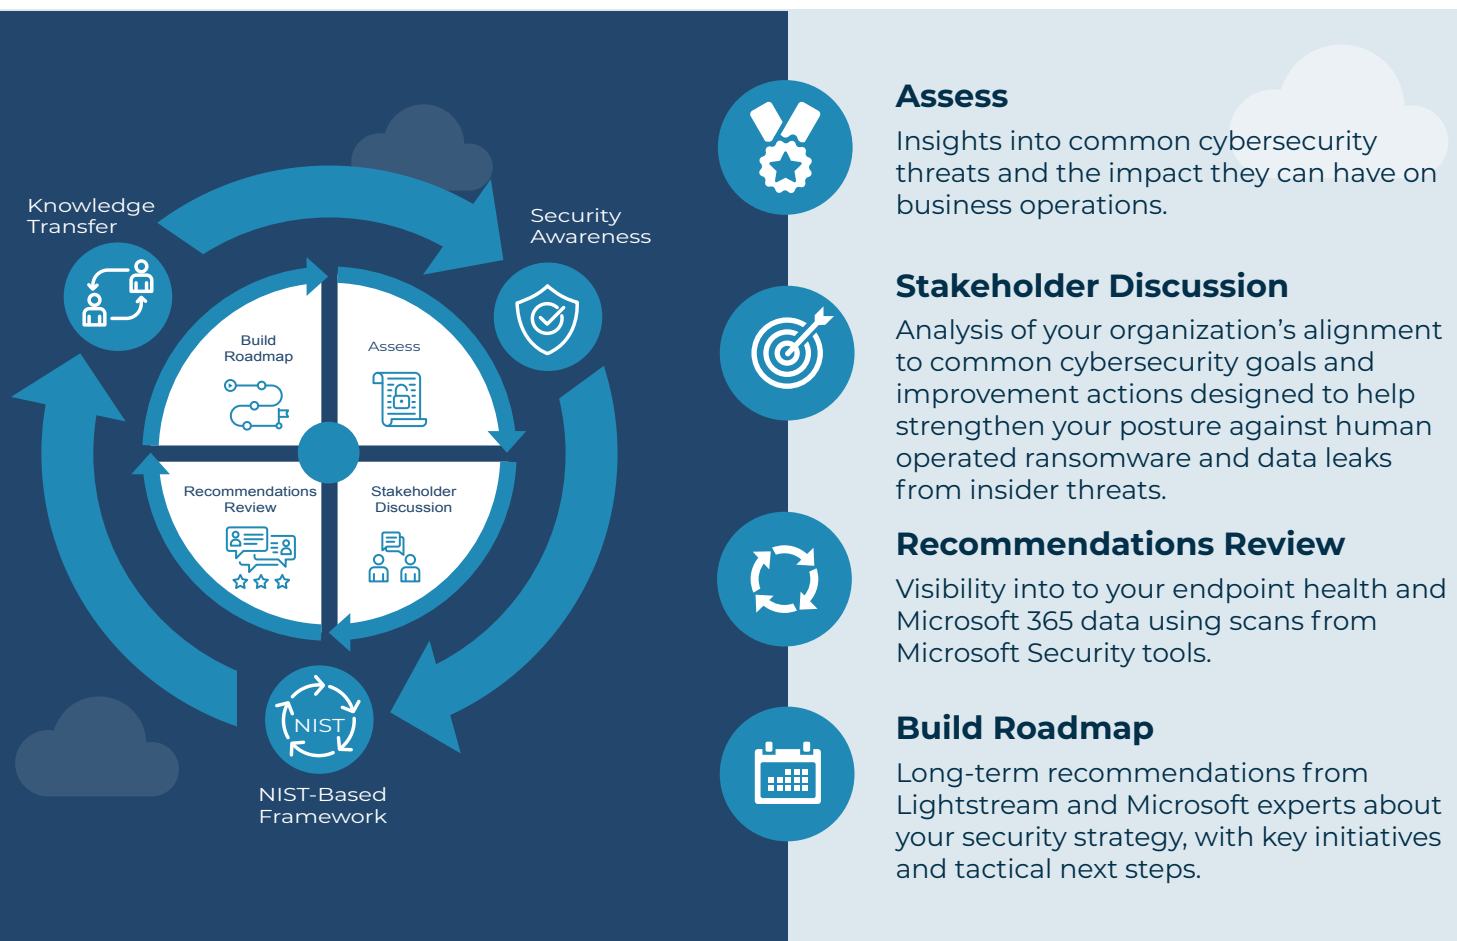 Knowledge
Transfer
Security
Awareness
Build
Roadmap
Assess
Recommendations
Review
Stakeholder
Discussion
NIST
NIST-Based
Framework
Assess
Insights into common cybersecurity
threats and the impact they can have on
business operations.
Stakeholder Discussion
Analysis of your organization’s alignment
to common cybersecurity goals and
improvement actions designed to help
strengthen your posture against human
operated ransomware and data leaks
from insider threats.
Recommendations Review
Visibility into to your endpoint health and
Microsoft 365 data using scans from
Microsoft Security tools.
Build Roadmap
Long-term recommendations from
Lightstream and Microsoft experts about
your security strategy, with key initiatives
and tactical next steps.